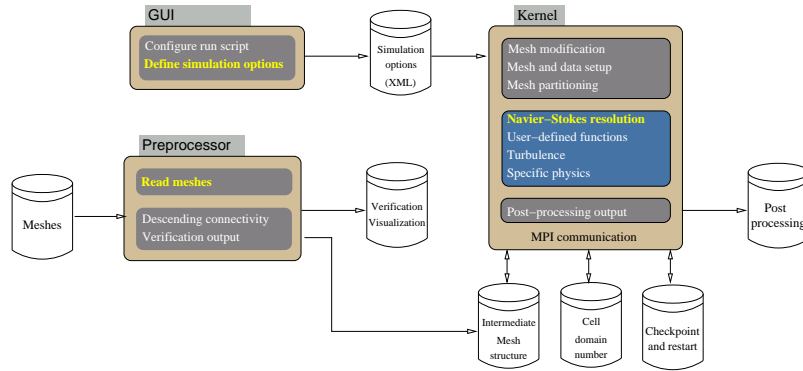 GUI
Configure run script
Define simulation options
Simulation
options
(XML)
Kernel
Mesh modification
Mesh and data setup
Mesh partitioning
Navier−Stokes resolution
User−defined functions
Turbulence
Specific physics
Post−processing output
MPI communication
Preprocessor
Read meshes
Descending connectivity
Verification output
Meshes
Verification
Visualization
Post
processing
Intermediate
Mesh
structure
Cell
domain
number
Checkpoint
and restart